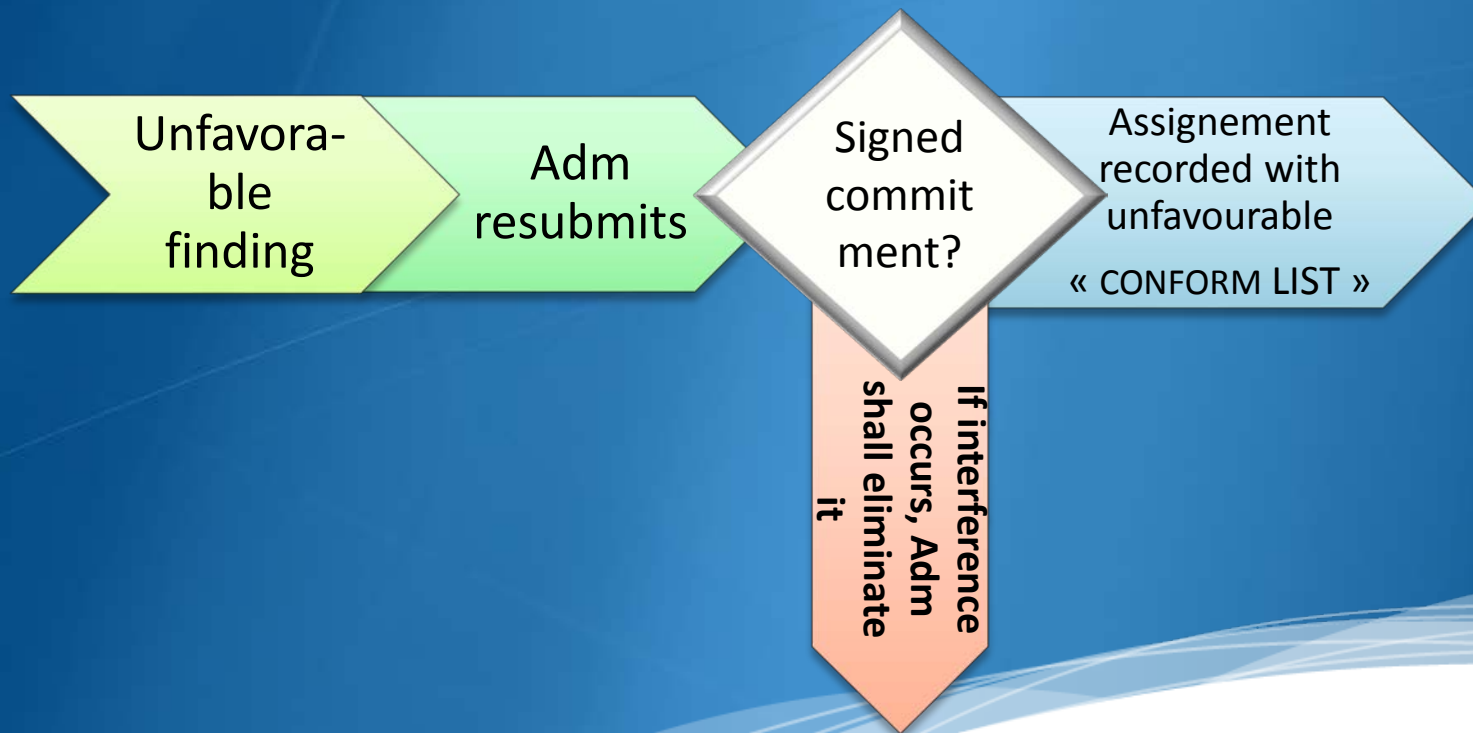 Unfavora-
ble
finding
Adm
resubmits
Signed
commit
ment?
Assignement
recorded with
unfavourable
« CONFORM LIST »
If interference
occurs, Adm
shall eliminate
it